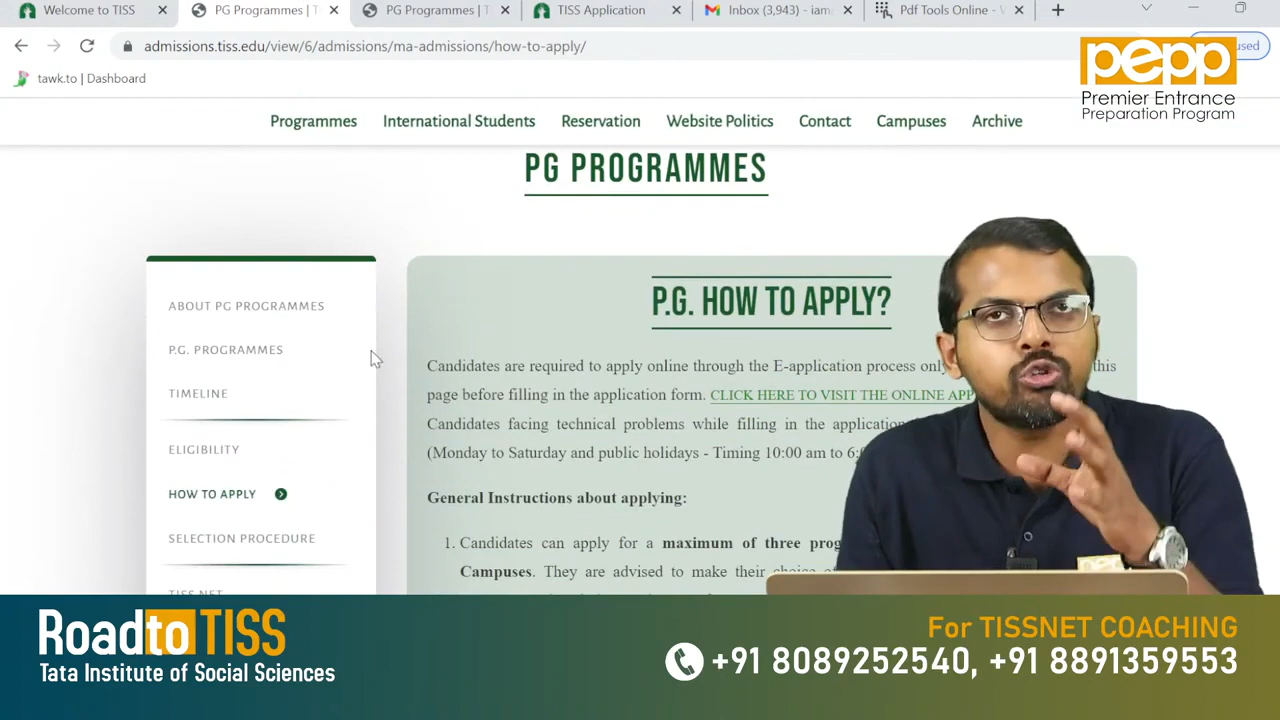 Welcome to TISS
PG Programmes | T
PG Programmes | T
TISS Application
Inbox (3,943) - iam
Pdf Tools Online - 
admissions.tiss.edu/view/6/admissions/ma-admissions/how-to-apply/
tawk.to | Dashboard
pepp
Premier Entrance
Preparation Program
Programmes
International Students
Reservation
Website Politics
Contact
Campuses
Archive
PG PROGRAMMES
ABOUT PG PROGRAMMES
P.G. PROGRAMMES
TIMELINE
ELIGIBILITY
HOW TO APPLY
SELECTION PROCEDURE
TISS NET
P.G. HOW TO APPLY?
Candidates are required to apply online through the E-application process only this
page before filling in the application form. CLICK HERE TO VISIT THE ONLINE APP
Candidates facing technical problems while filling in the application
(Monday to Saturday and public holidays - Timing 10:00 am to 6:
General Instructions about applying:
1. Candidates can apply for a maximum of three prog
Campuses. They are advised to make their choice
Road to TISS
Tata Institute of Social Sciences
For TISSNET COACHING
+91 8089252540, +91 8891359553